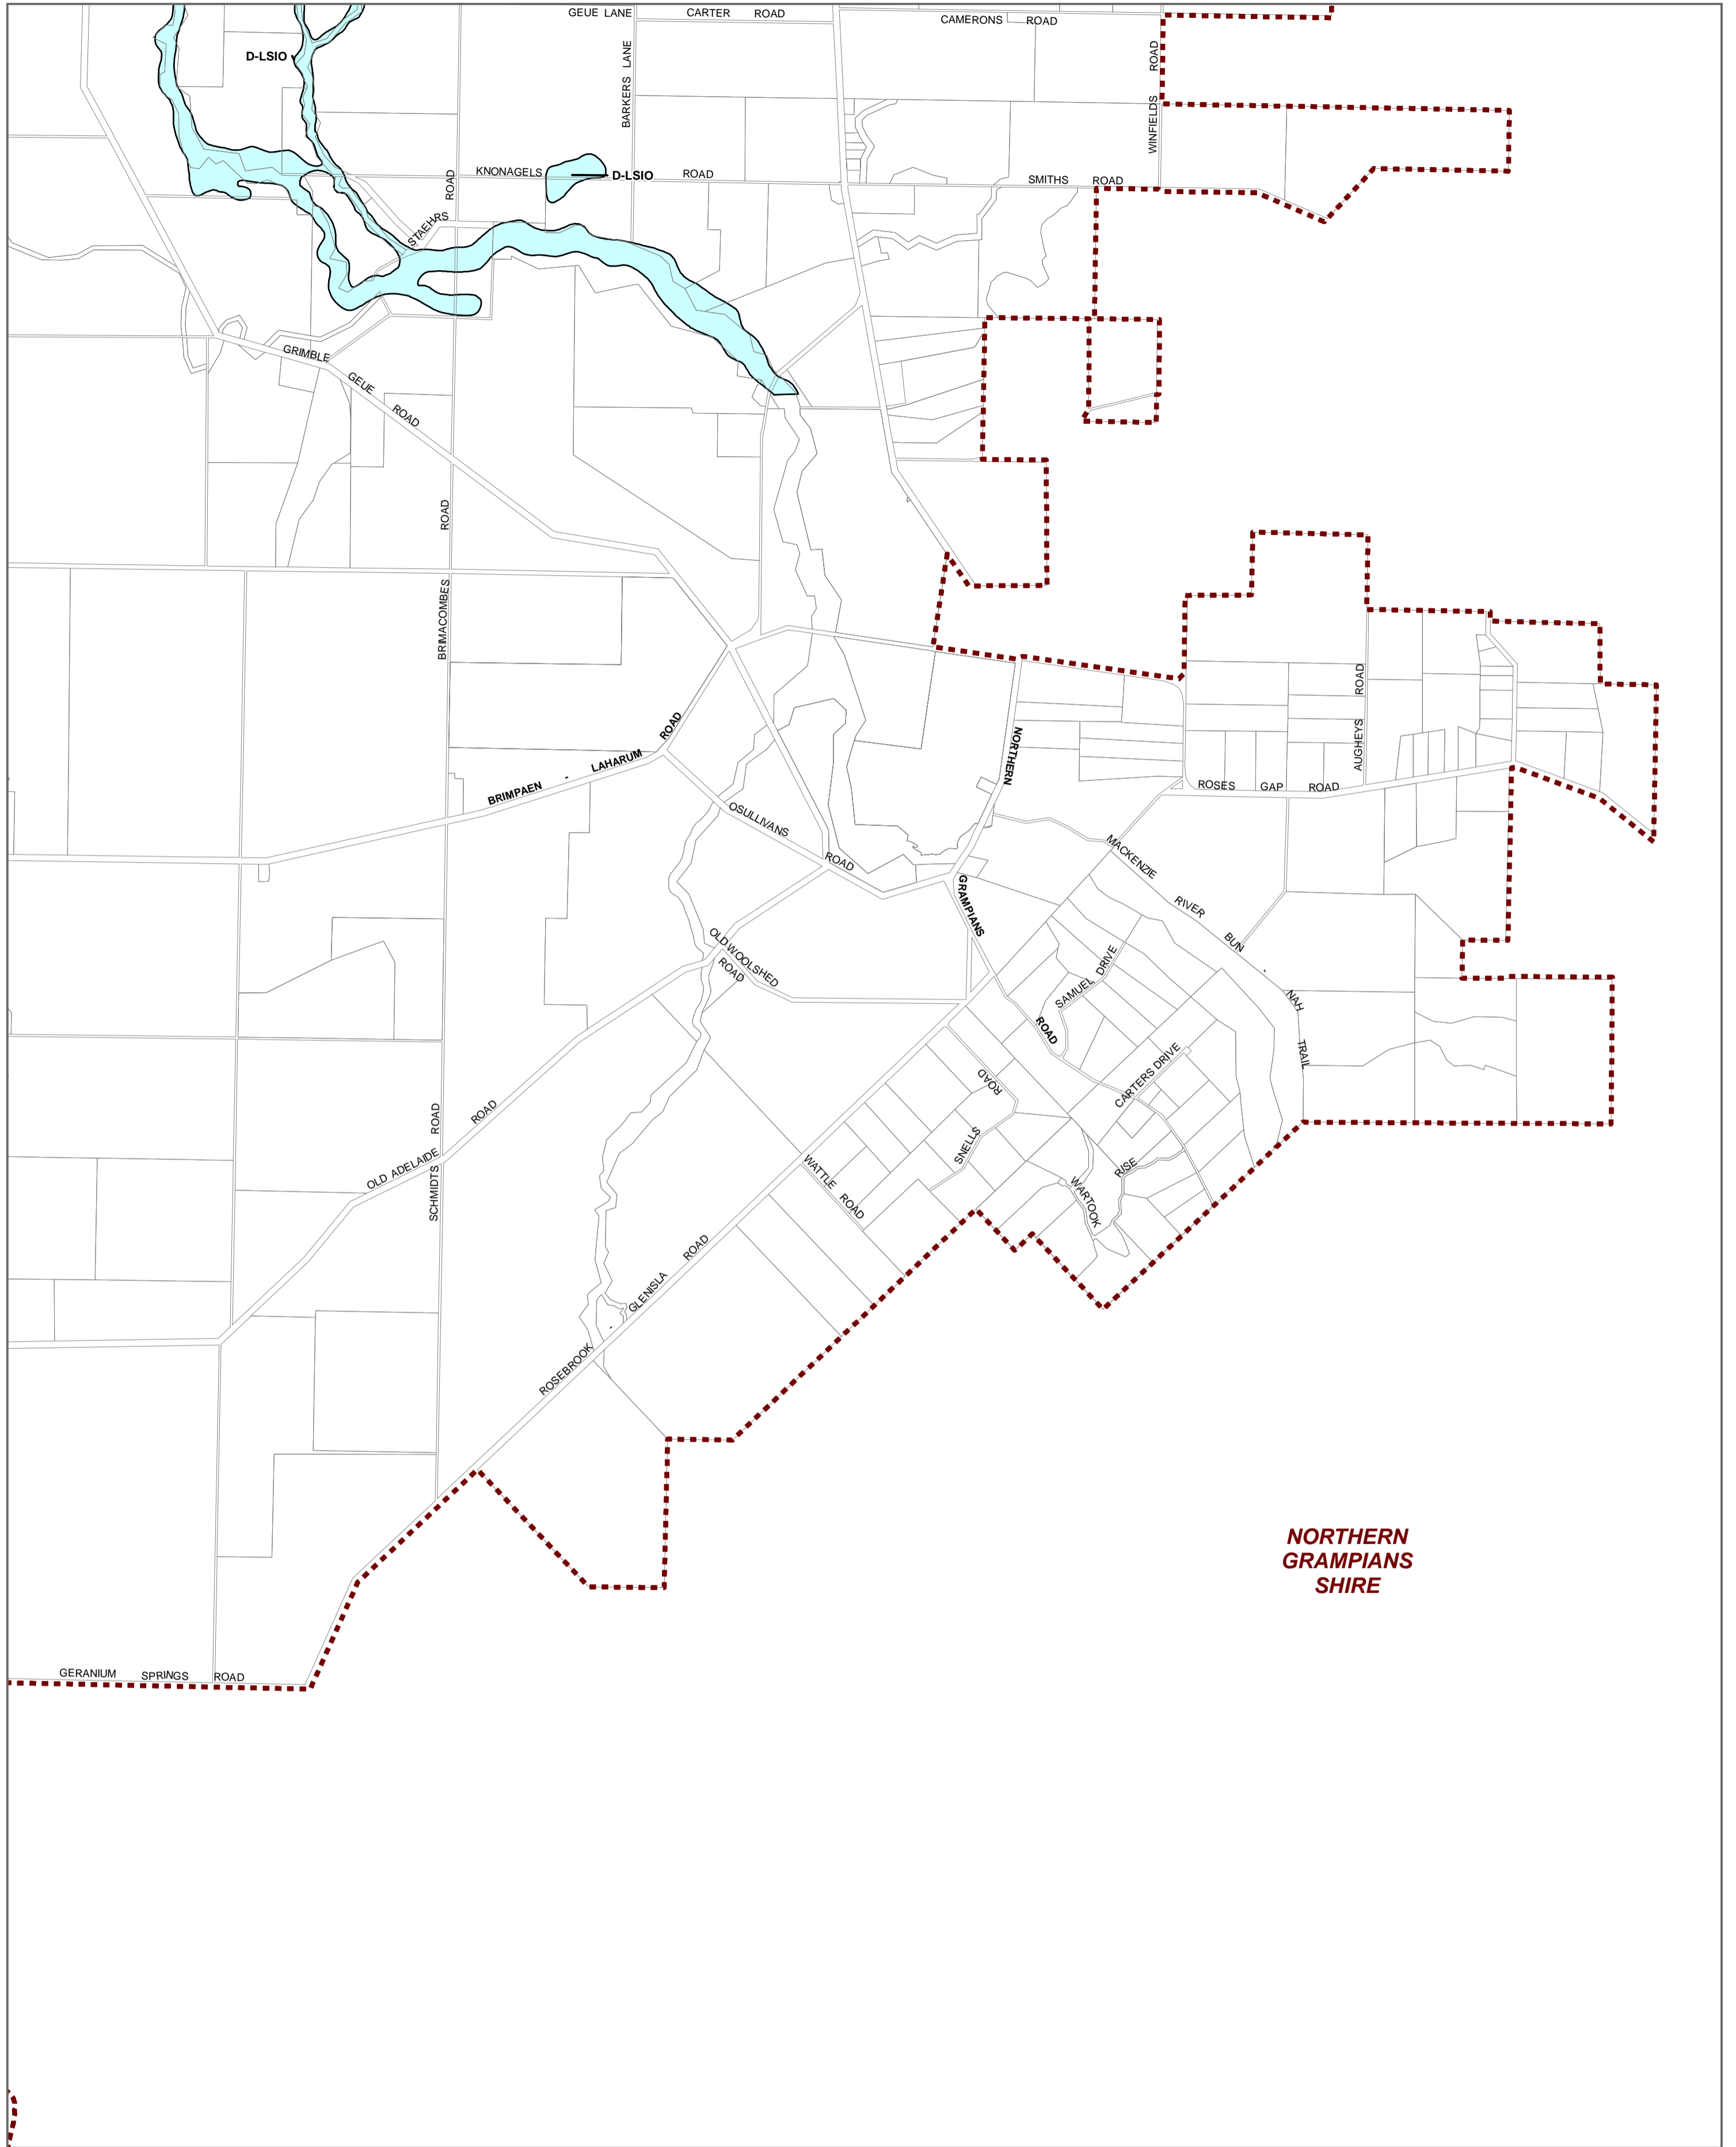 GEUE LANE
CARTER ROAD
CAMERONS ROAD
D-LSIO
BARKERS LANE
WINFIELDS ROAD
KNONAGELS ROAD
D-LSIO
SMITHS ROAD
STAEHRS
ROAD
GRIMBLE
GEUE
ROAD
BRIMACOMBES ROAD
AUGHEYS ROAD
NORTHERN
BRIMPAEN - LAHARUM ROAD
ROSES GAP ROAD
OSULLIVANS
ROAD
MACKENZIE
RIVER
BUN
-
NAH
TRAIL
GRAMPIANS
ROAD
OLD WOOLSHED
ROAD
SAMUEL DRIVE
CARTERS DRIVE
SNELLS
ROAD
OLD ADELAIDE ROAD
SCHMIDTS ROAD
WATTLE
ROAD
WARTOOK
RISE
ROSEBROOK - GLENISLA ROAD
NORTHERN
GRAMPIANS
SHIRE
GERANIUM SPRINGS ROAD